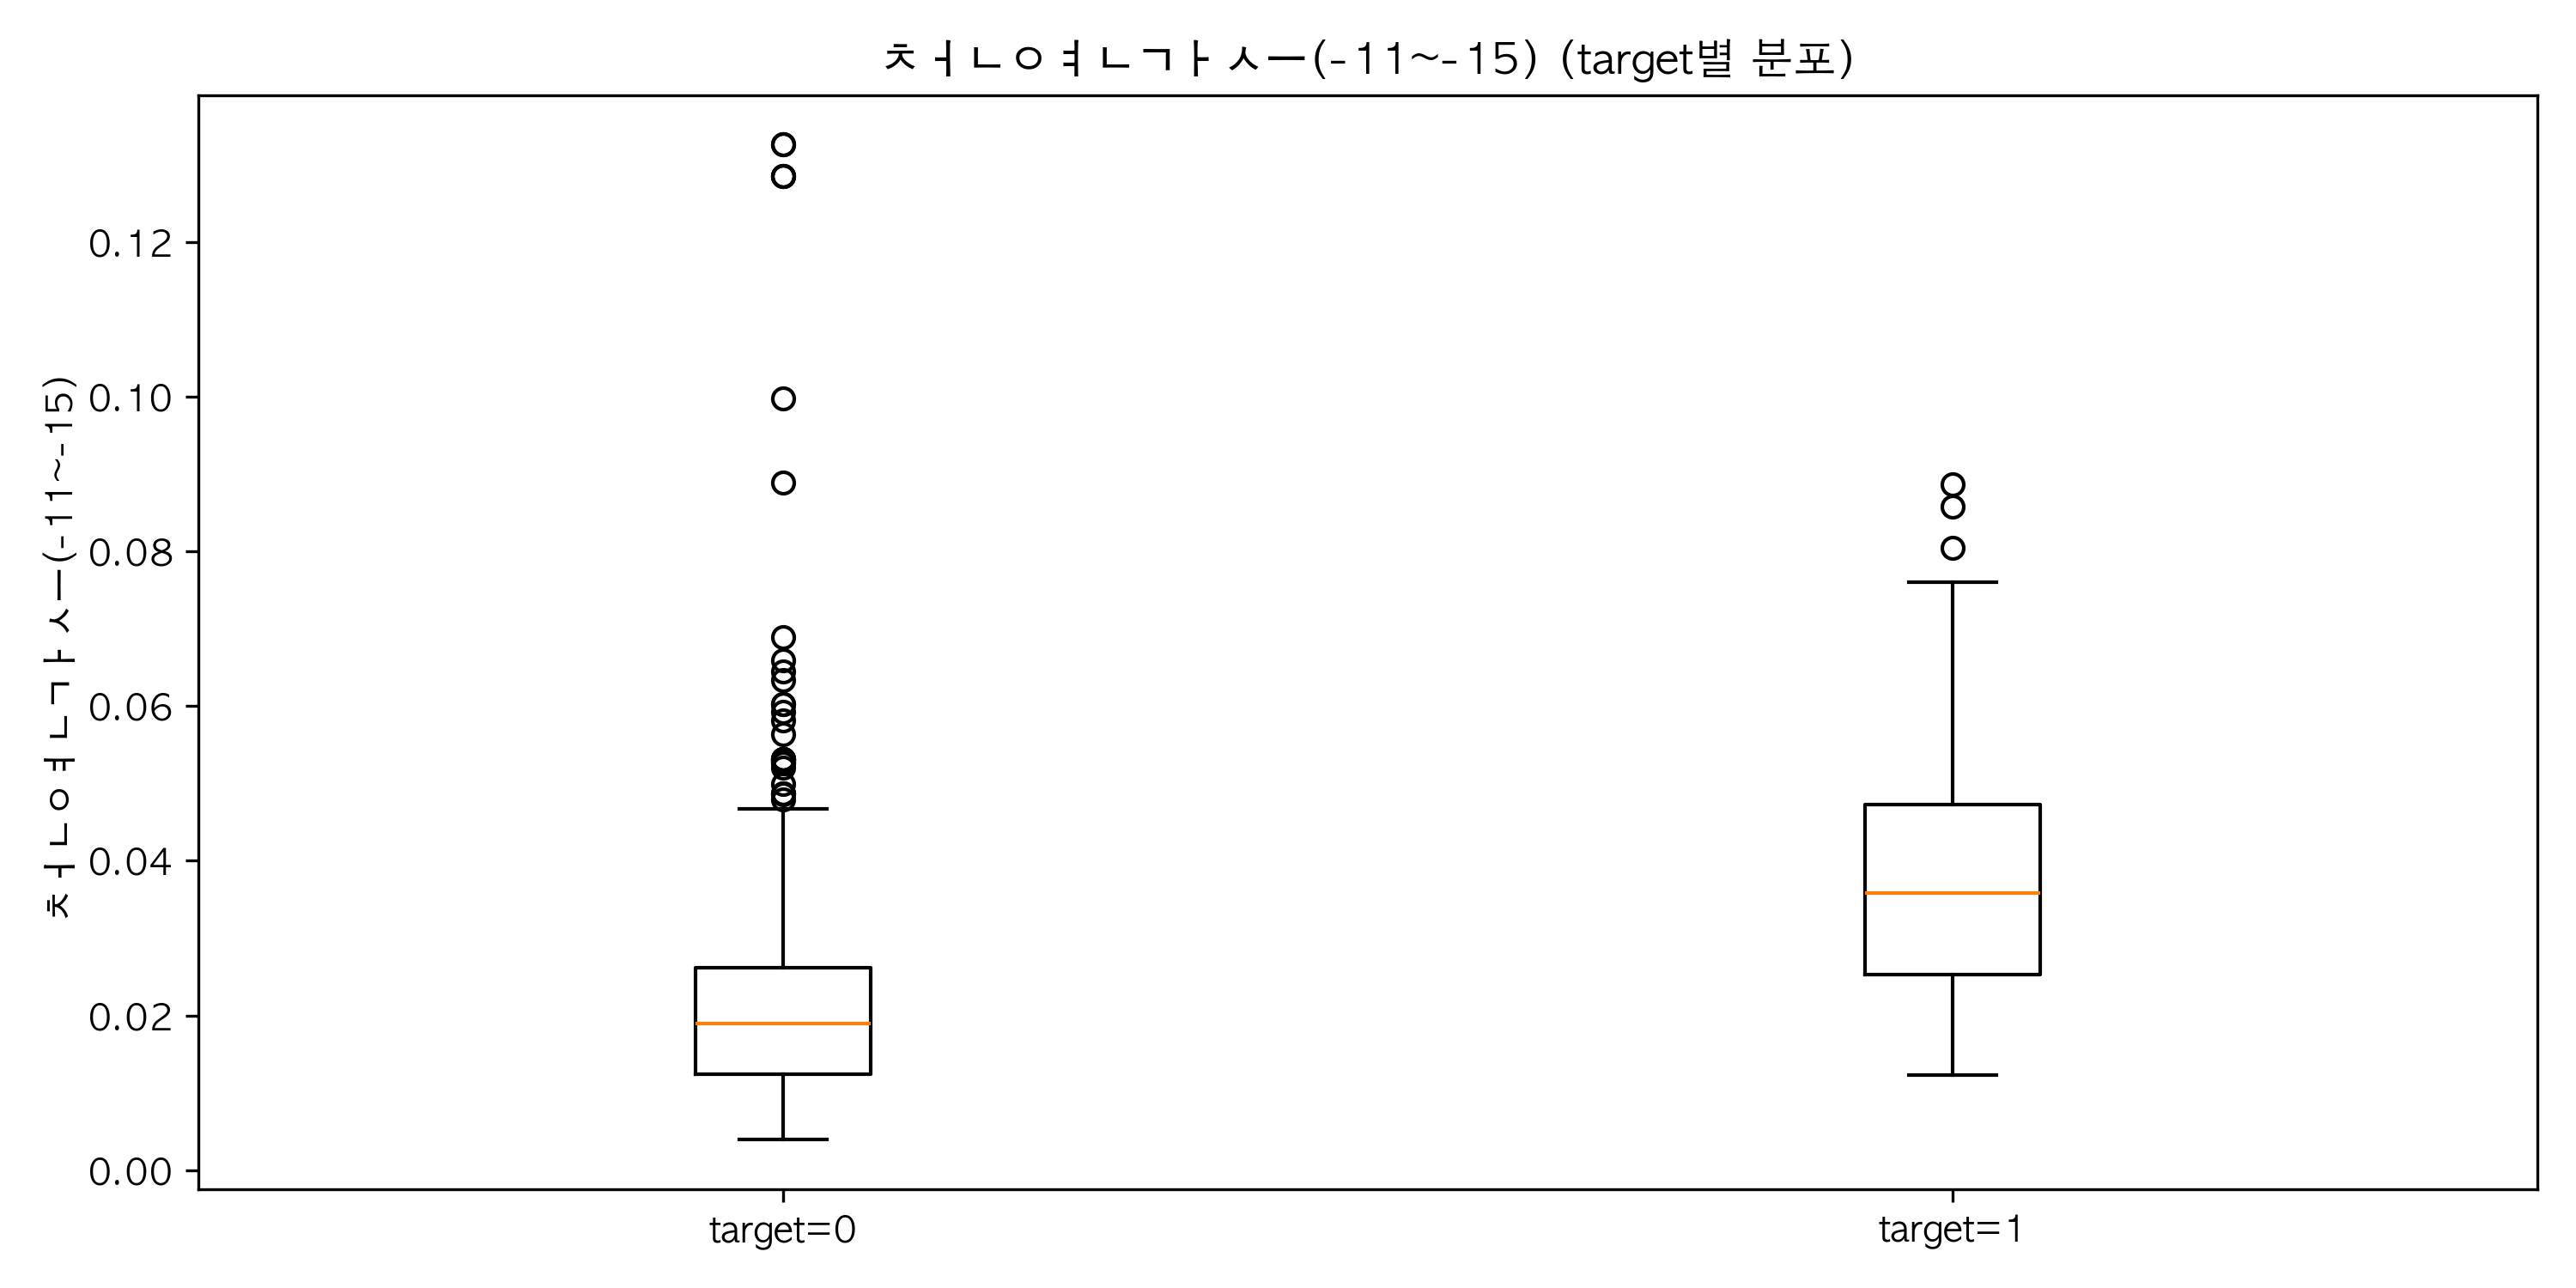 ㅊㅓㄴㅇㅕㄴㄱㅏㅅㅡ(-11~-15) (target별 분포)
ㅊㅓㄴㅇㅕㄴㄱㅏㅅㅡ(-11~-15)
0.12
0.10
0.08
0.06
0.04
0.02
0.00
target=0
target=1